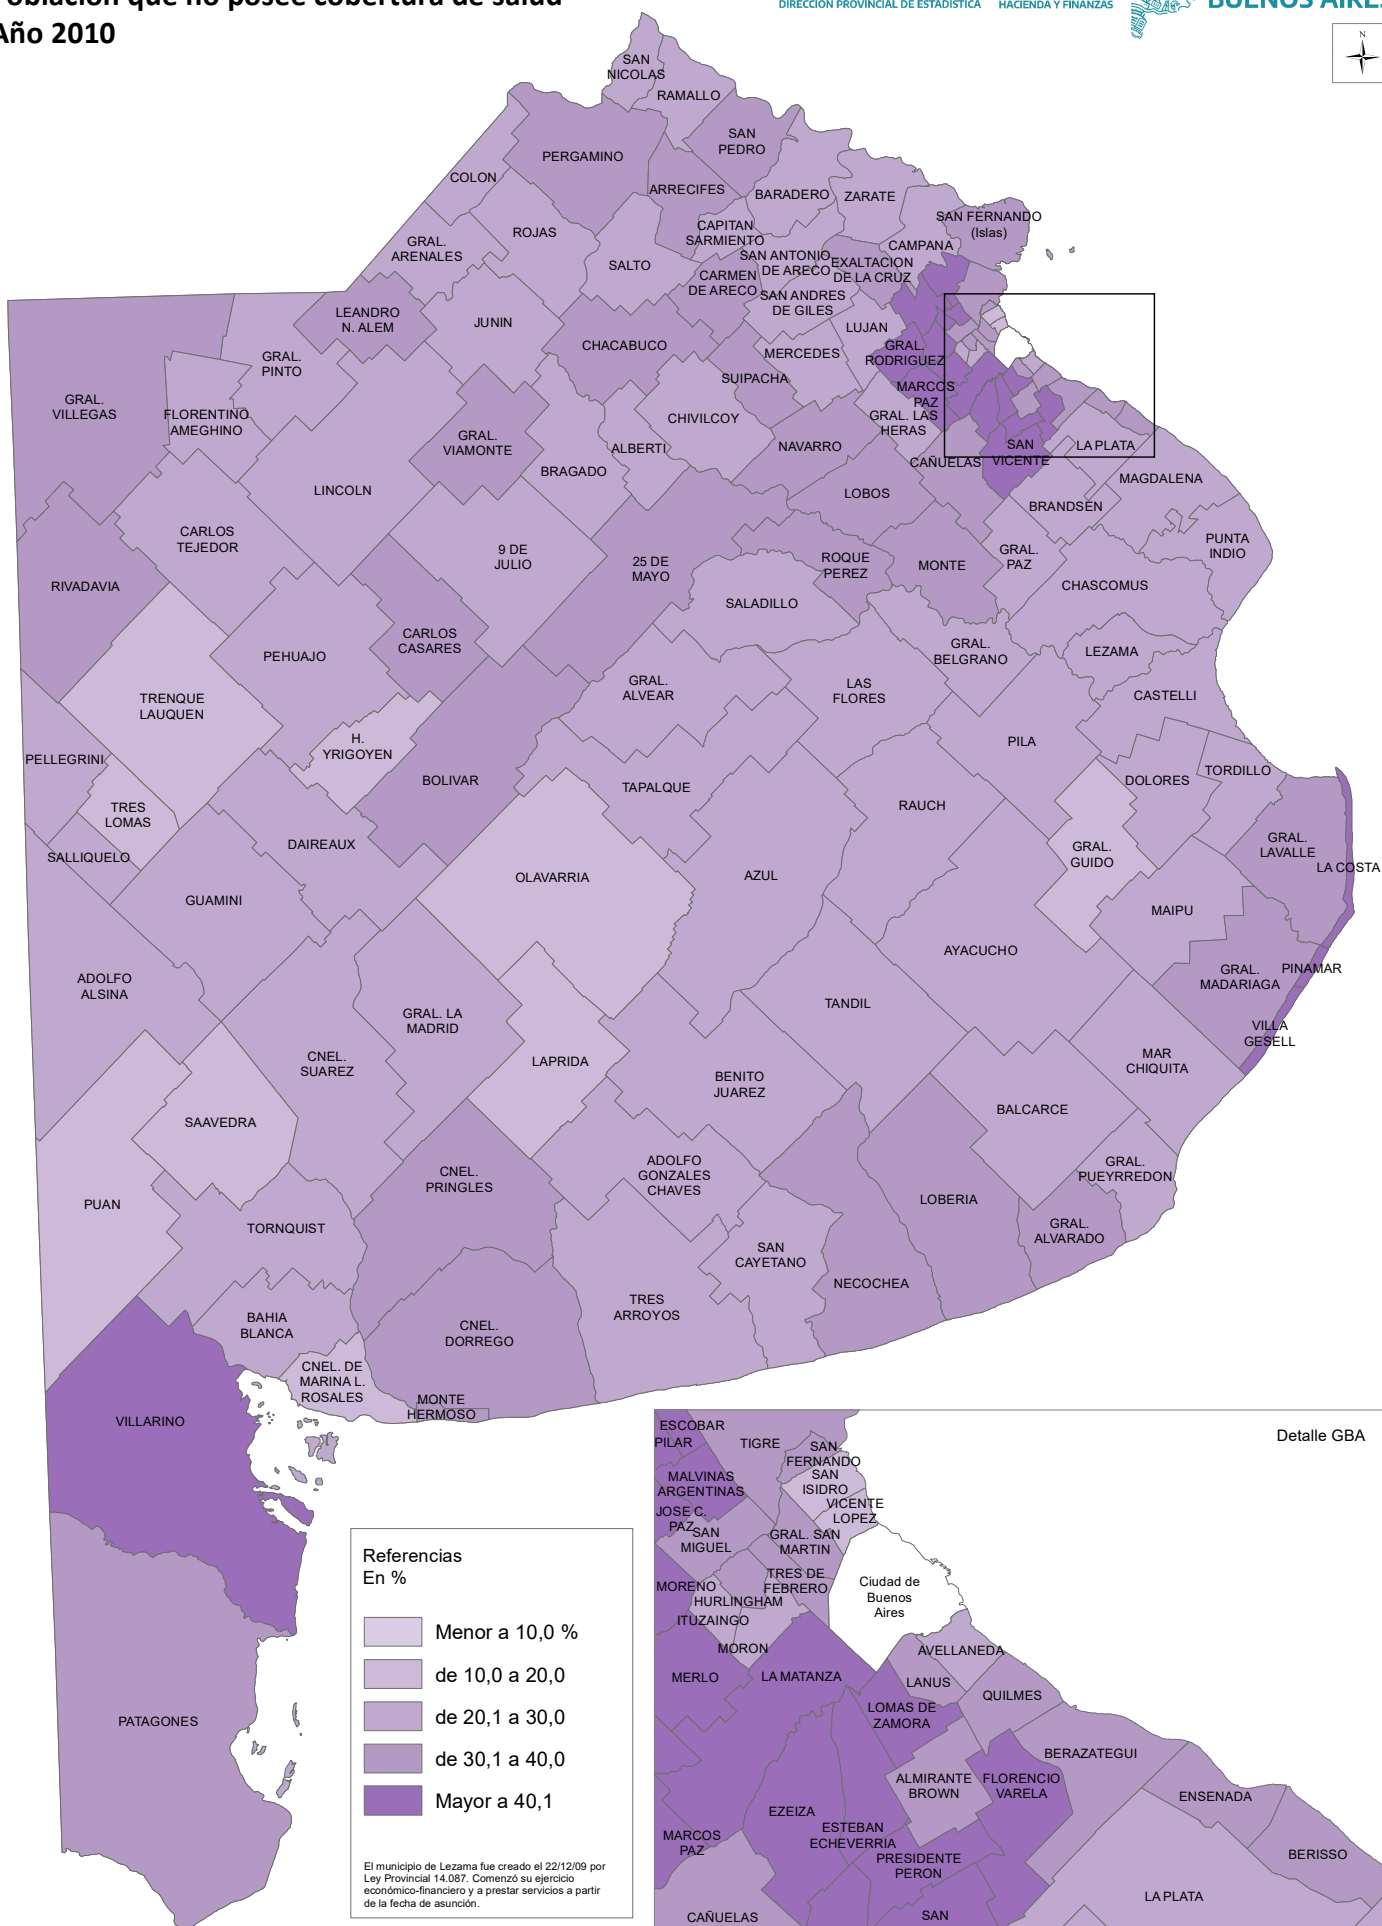 oblación que no posee cobertura de salud
Año 2010
DIRECCIÓN PROVINCIAL DE ESTADÍSTICA
HACIENDA Y FINANZAS
BUENOS AIRES
N
SAN
NICOLAS
RAMALLO
SAN
PEDRO
PERGAMINO
COLON
ARRECIFES
BARADERO
ZARATE
SAN FERNANDO
(Islas)
GRAL.
ARENALES
ROJAS
CAPITAN
SARMIENTO
CAMPANA
SALTO
SAN ANTONIO
DE ARECO
EXALTACION
DE LA CRUZ
CARMEN
DE ARECO
SAN ANDRES
DE GILES
LEANDRO
N. ALEM
JUNIN
LUJAN
CHACABUCO
MERCEDES
GRAL.
RODRIGUEZ
GRAL.
PINTO
SUIPACHA
MARCOS
PAZ
GRAL.
VILLEGAS
FLORENTINO
AMEGHINO
CHIVILCOY
GRAL. LAS
HERAS
GRAL.
VIAMONTE
ALBERTI
NAVARRO
SAN
VICENTE
LA PLATA
BRAGADO
CAÑUELAS
LINCOLN
LOBOS
MAGDALENA
BRANDSEN
CARLOS
TEJEDOR
9 DE
JULIO
25 DE
MAYO
ROQUE
PEREZ
MONTE
GRAL.
PAZ
PUNTA
INDIO
RIVADAVIA
CHASCOMUS
SALADILLO
CARLOS
CASARES
PEHUAJO
GRAL.
BELGRANO
LEZAMA
TRENQUE
LAUQUEN
GRAL.
ALVEAR
LAS
FLORES
CASTELLI
H.
YRIGOYEN
PILA
PELLEGRINI
BOLIVAR
TAPALQUE
DOLORES
TORDILLO
TRES
LOMAS
RAUCH
SALLIQUELO
DAIREAUX
GRAL.
GUIDO
GRAL.
LAVALLE
LA COSTA
OLAVARRIA
AZUL
GUAMINI
MAIPU
AYACUCHO
ADOLFO
ALSINA
GRAL.
MADARIAGA
PINAMAR
TANDIL
GRAL. LA
MADRID
VILLA
GESELL
CNEL.
SUAREZ
LAPRIDA
MAR
CHIQUITA
BENITO
JUAREZ
BALCARCE
SAAVEDRA
ADOLFO
GONZALES
CHAVES
GRAL.
PUEYRREDON
CNEL.
PRINGLES
PUAN
LOBERIA
TORNQUIST
GRAL.
ALVARADO
SAN
CAYETANO
NECOCHEA
TRES
ARROYOS
BAHIA
BLANCA
CNEL.
DORREGO
CNEL. DE
MARINA L.
ROSALES
MONTE
HERMOSO
VILLARINO
PATAGONES
Referencias
En %
Menor a 10,0 %
de 10,0 a 20,0
de 20,1 a 30,0
de 30,1 a 40,0
Mayor a 40,1
El municipio de Lezama fue creado el 22/12/09 por
Ley Provincial 14.087. Comenzó su ejercicio
económico-financiero y a prestar servicios a partir
de la fecha de asunción.
Detalle GBA
ESCOBAR
PILAR
TIGRE
SAN
FERNANDO
MALVINAS
ARGENTINAS
SAN
ISIDRO
VICENTE
LOPEZ
JOSE C.
PAZ
SAN
MIGUEL
GRAL. SAN
MARTIN
TRES DE
FEBRERO
MORENO
HURLINGHAM
Ciudad de
Buenos
Aires
ITUZAINGO
MORON
AVELLANEDA
MERLO
LA MATANZA
LANUS
QUILMES
LOMAS DE
ZAMORA
BERAZATEGUI
ALMIRANTE
BROWN
FLORENCIO
VARELA
ENSENADA
EZEIZA
ESTEBAN
ECHEVERRIA
MARCOS
PAZ
PRESIDENTE
PERON
BERISSO
LA PLATA
CAÑUELAS
SAN